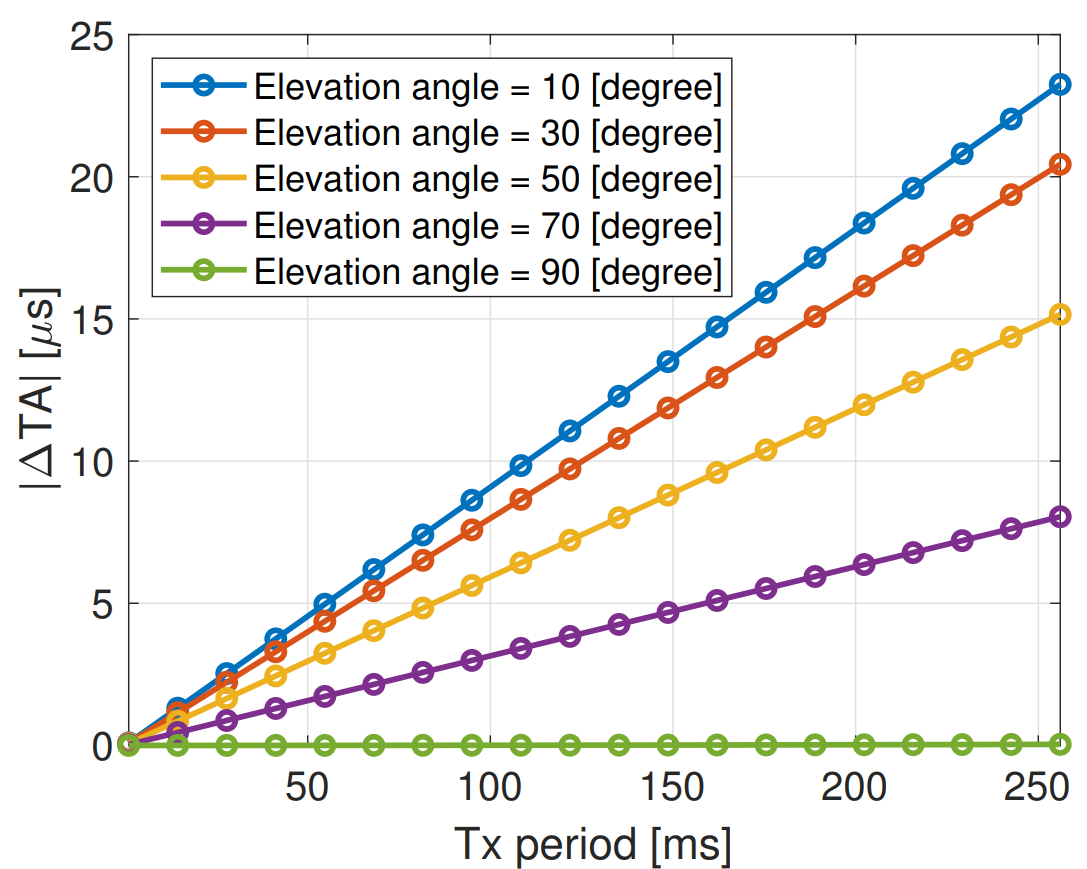 25
20
15
10
5
0
|ΔTA| [μs]
Elevation angle = 10 [degree]
Elevation angle = 30 [degree]
Elevation angle = 50 [degree]
Elevation angle = 70 [degree]
Elevation angle = 90 [degree]
50 100 150 200 250
Tx period [ms]